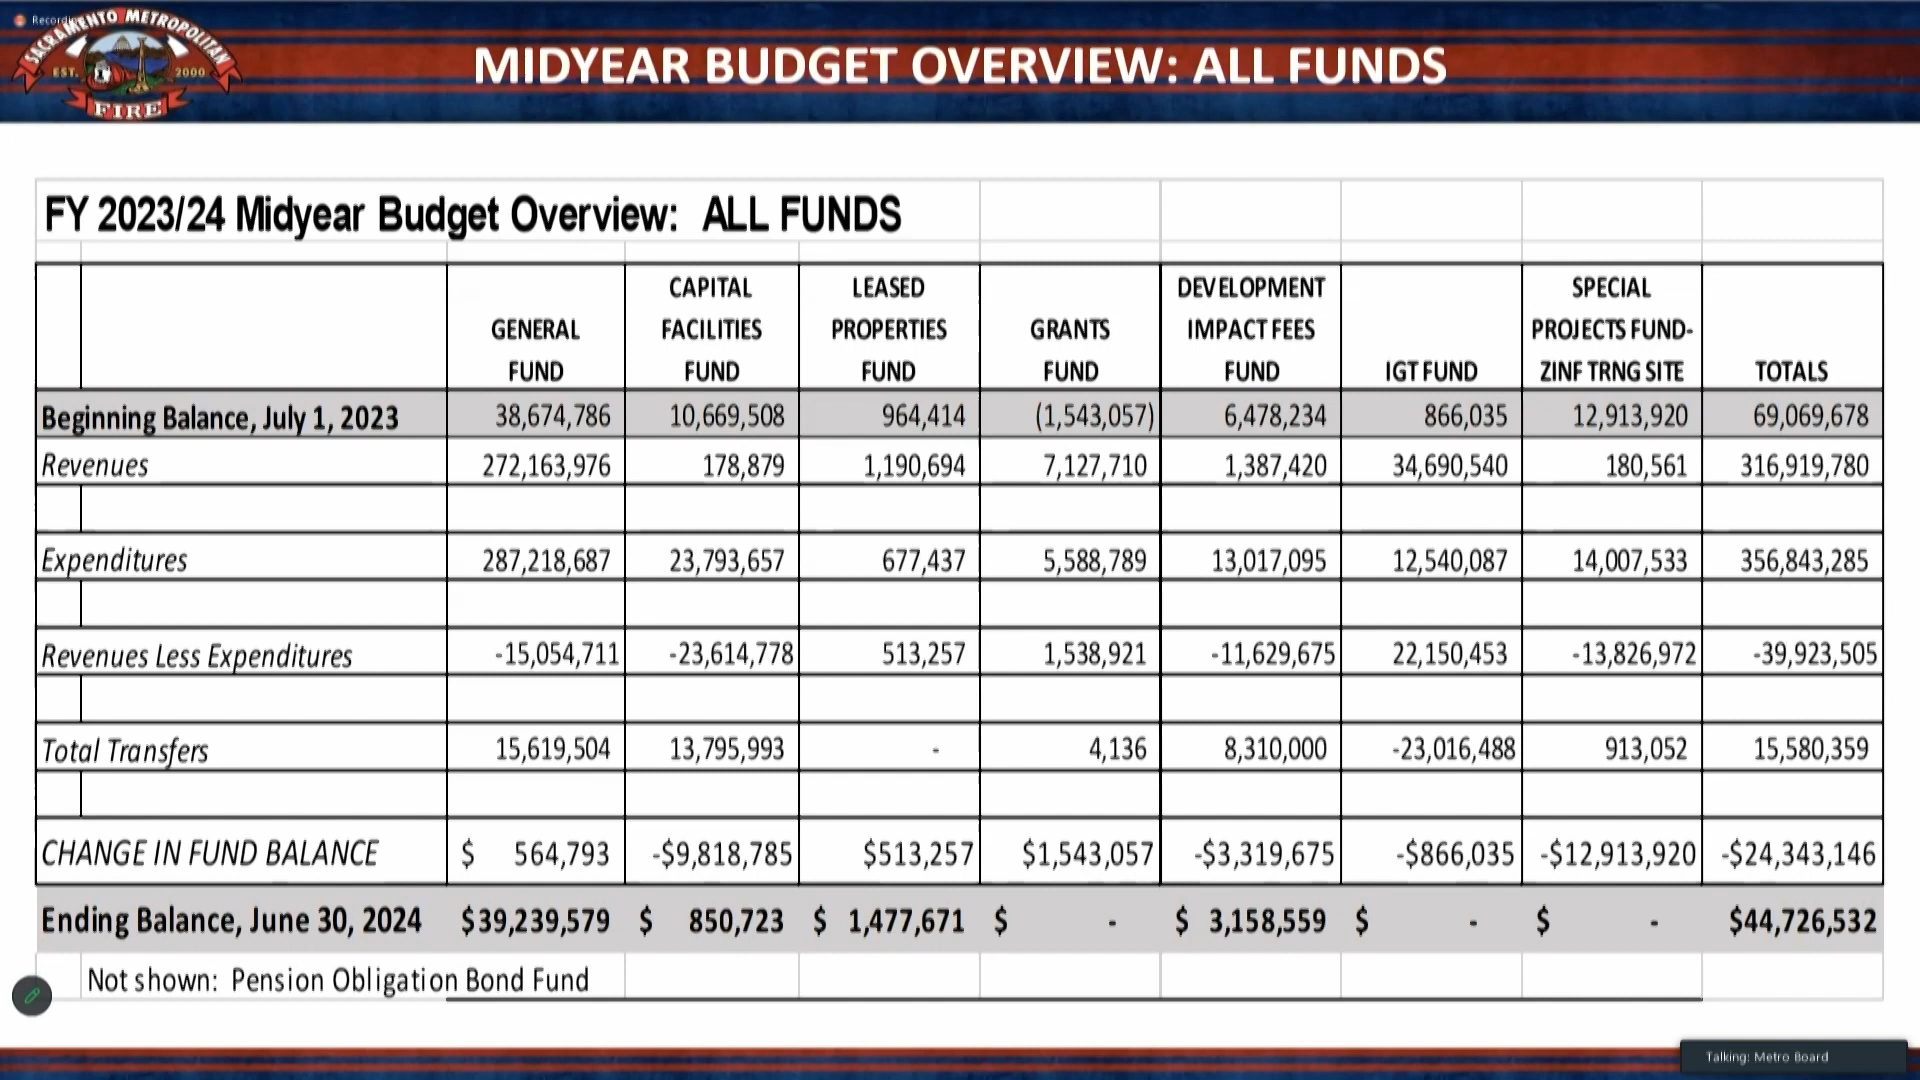 Recording
SACRAMENTO METROPOLITAN
EST. 2000
FIRE
MIDYEAR BUDGET OVERVIEW: ALL FUNDS
FY 2023/24 Midyear Budget Overview: ALL FUNDS
GENERAL FUND CAPITAL FACILITIES FUND LEASED PROPERTIES FUND GRANTS FUND DEVELOPMENT IMPACT FEES FUND IGT FUND SPECIAL PROJECTS FUND- ZINF TRNG SITE TOTALS
Beginning Balance, July 1, 2023 38,674,786 10,669,508 964,414 (1,543,057) 6,478,234 866,035 12,913,920 69,069,678
Revenues 272,163,976 178,879 1,190,694 7,127,710 1,387,420 34,690,540 180,561 316,919,780
Expenditures 287,218,687 23,793,657 677,437 5,588,789 13,017,095 12,540,087 14,007,533 356,843,285
Revenues Less Expenditures -15,054,711 -23,614,778 513,257 1,538,921 -11,629,675 22,150,453 -13,826,972 -39,923,505
Total Transfers 15,619,504 13,795,993 - 4,136 8,310,000 -23,016,488 913,052 15,580,359
CHANGE IN FUND BALANCE $ 564,793 -$9,818,785 $513,257 $1,543,057 -$3,319,675 -$866,035 -$12,913,920 -$24,343,146
Ending Balance, June 30, 2024 $39,239,579 $ 850,723 $ 1,477,671 $ - $ 3,158,559 $ - $ - $44,726,532
Not shown: Pension Obligation Bond Fund
Talking: Metro Board